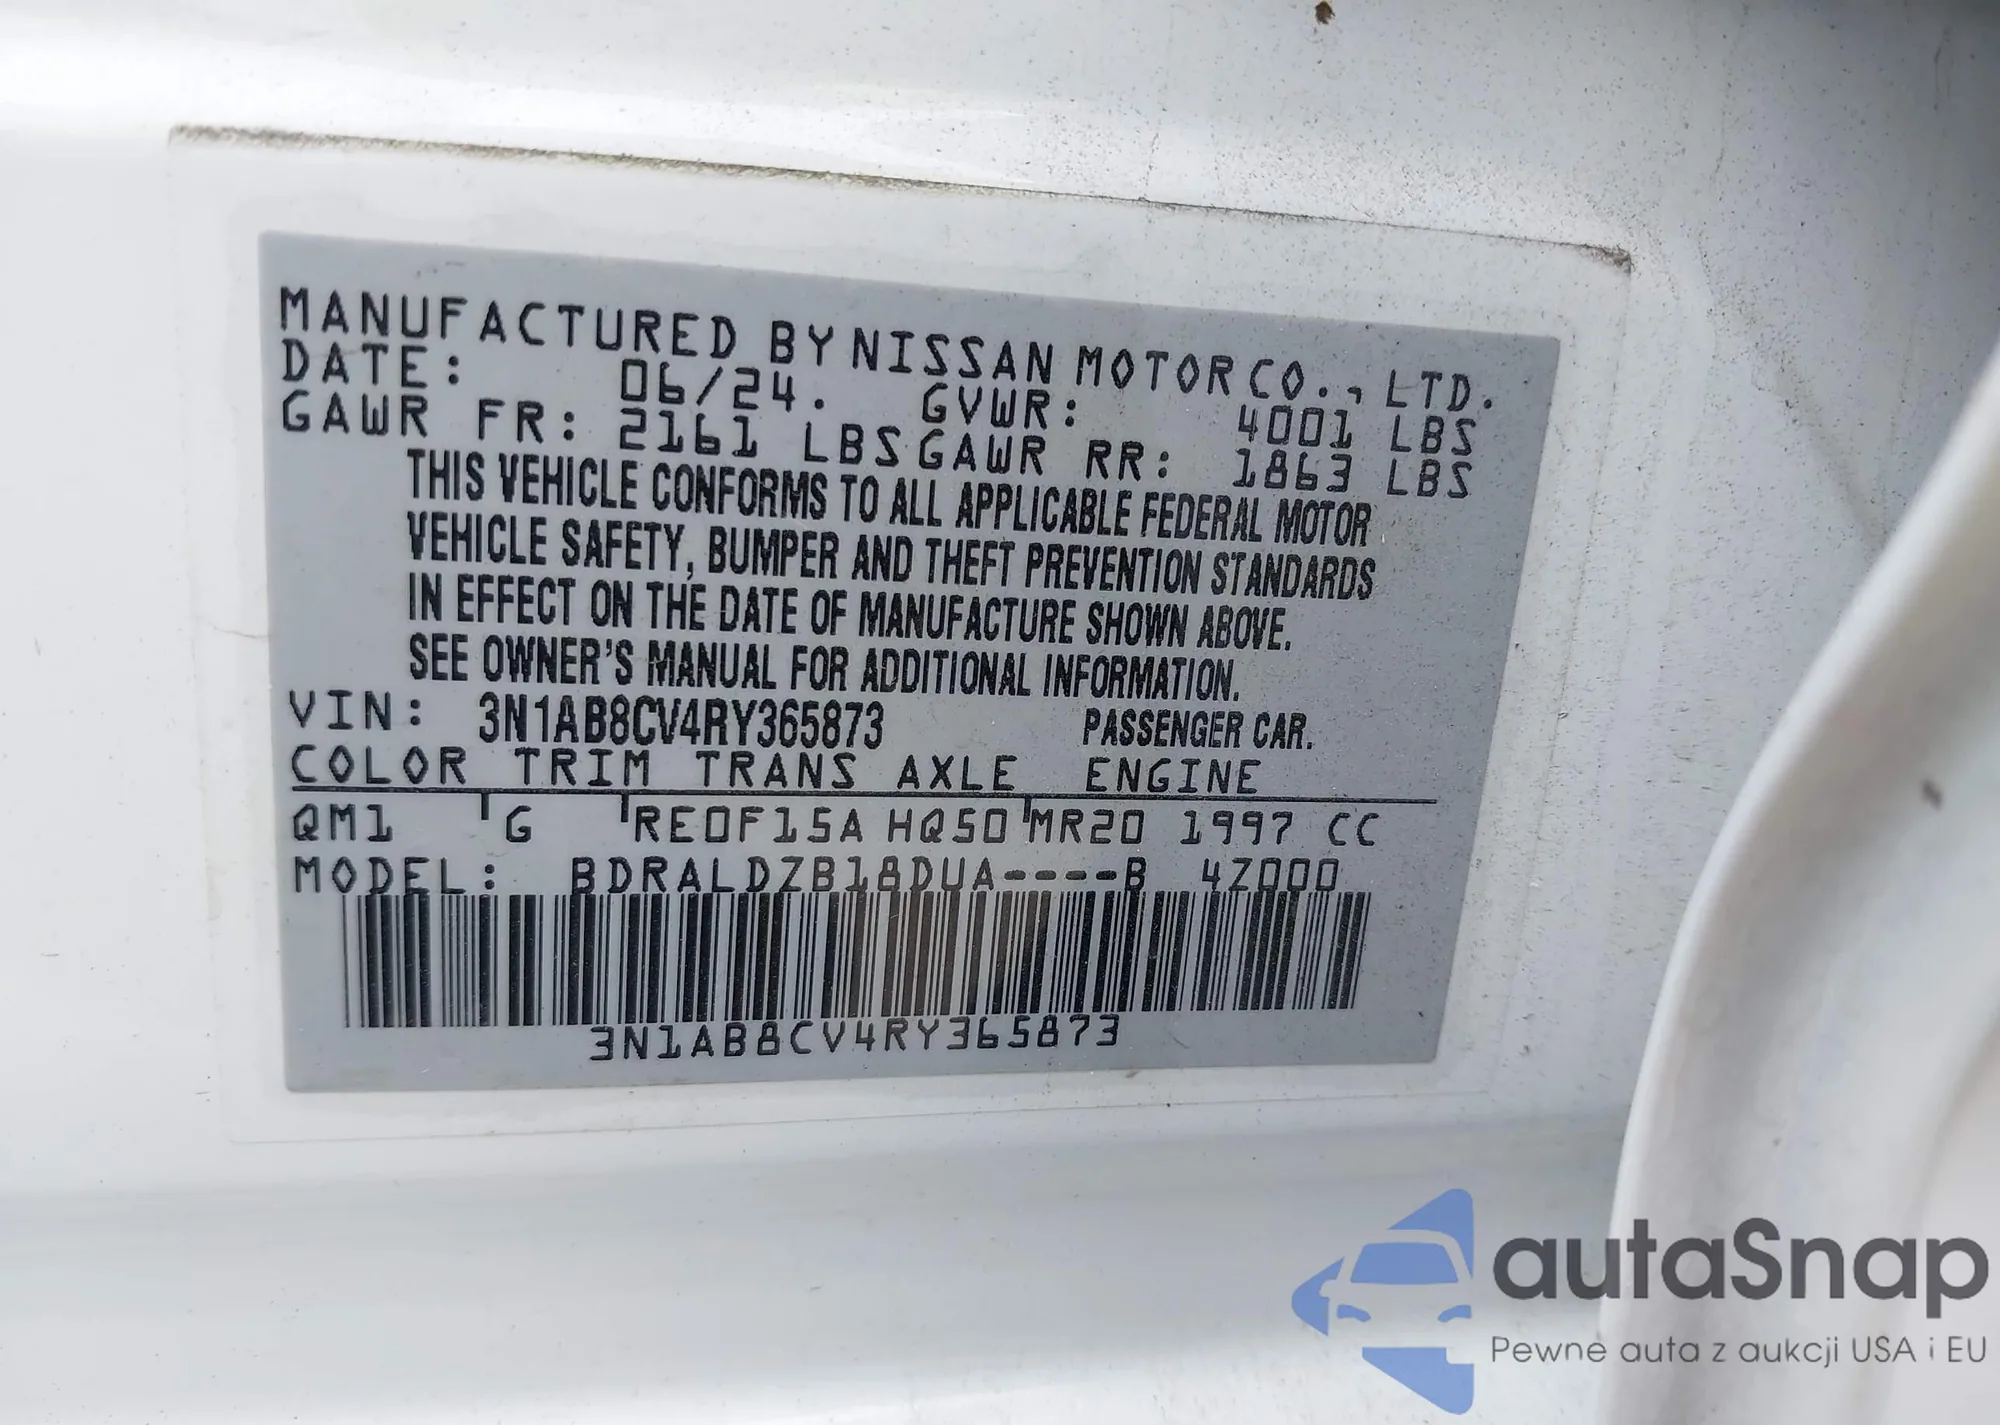 MANUFACTURED BY NISSAN MOTOR CO., LTD.
DATE: 06/24. GVWR: 4001 LBS
GAWR FR: 2161 LBS GAWR RR: 1863 LBS
THIS VEHICLE CONFORMS TO ALL APPLICABLE FEDERAL MOTOR
VEHICLE SAFETY, BUMPER AND THEFT PREVENTION STANDARDS
IN EFFECT ON THE DATE OF MANUFACTURE SHOWN ABOVE.
SEE OWNER'S MANUAL FOR ADDITIONAL INFORMATION.
VIN: 3N1AB8CV4RY365873 PASSENGER CAR.
COLOR TRIM TRANS AXLE ENGINE
QM1 G RE0F15A HQ50 MR20 1997 CC
MODEL: BDRALDZB18DUA----B 4Z000
3N1AB8CV4RY365873
autaSnap
Pewne auta z aukcji USA i EU